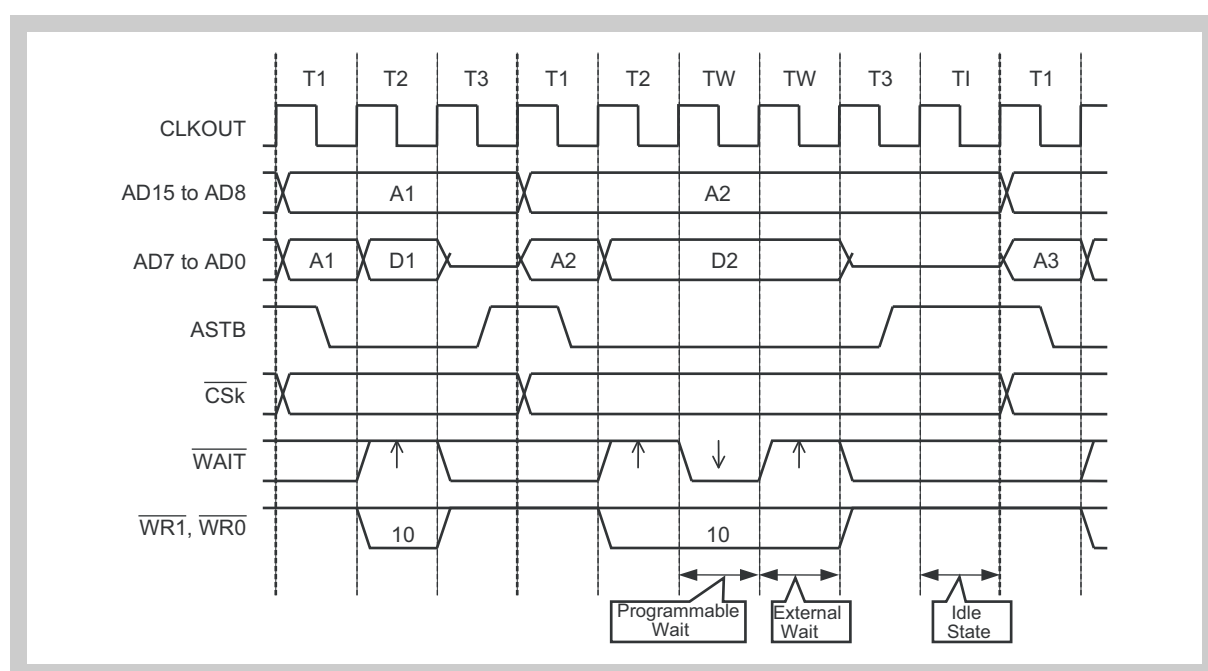 T1 T2 T3 T1 T2 TW TW T3 TI T1
CLKOUT
AD15 to AD8 A1 A2
AD7 to AD0 A1 D1 A2 D2 A3
ASTB
CSk
WAIT
WR1, WR0 10 10
Programmable
Wait
External
Wait
Idle
State